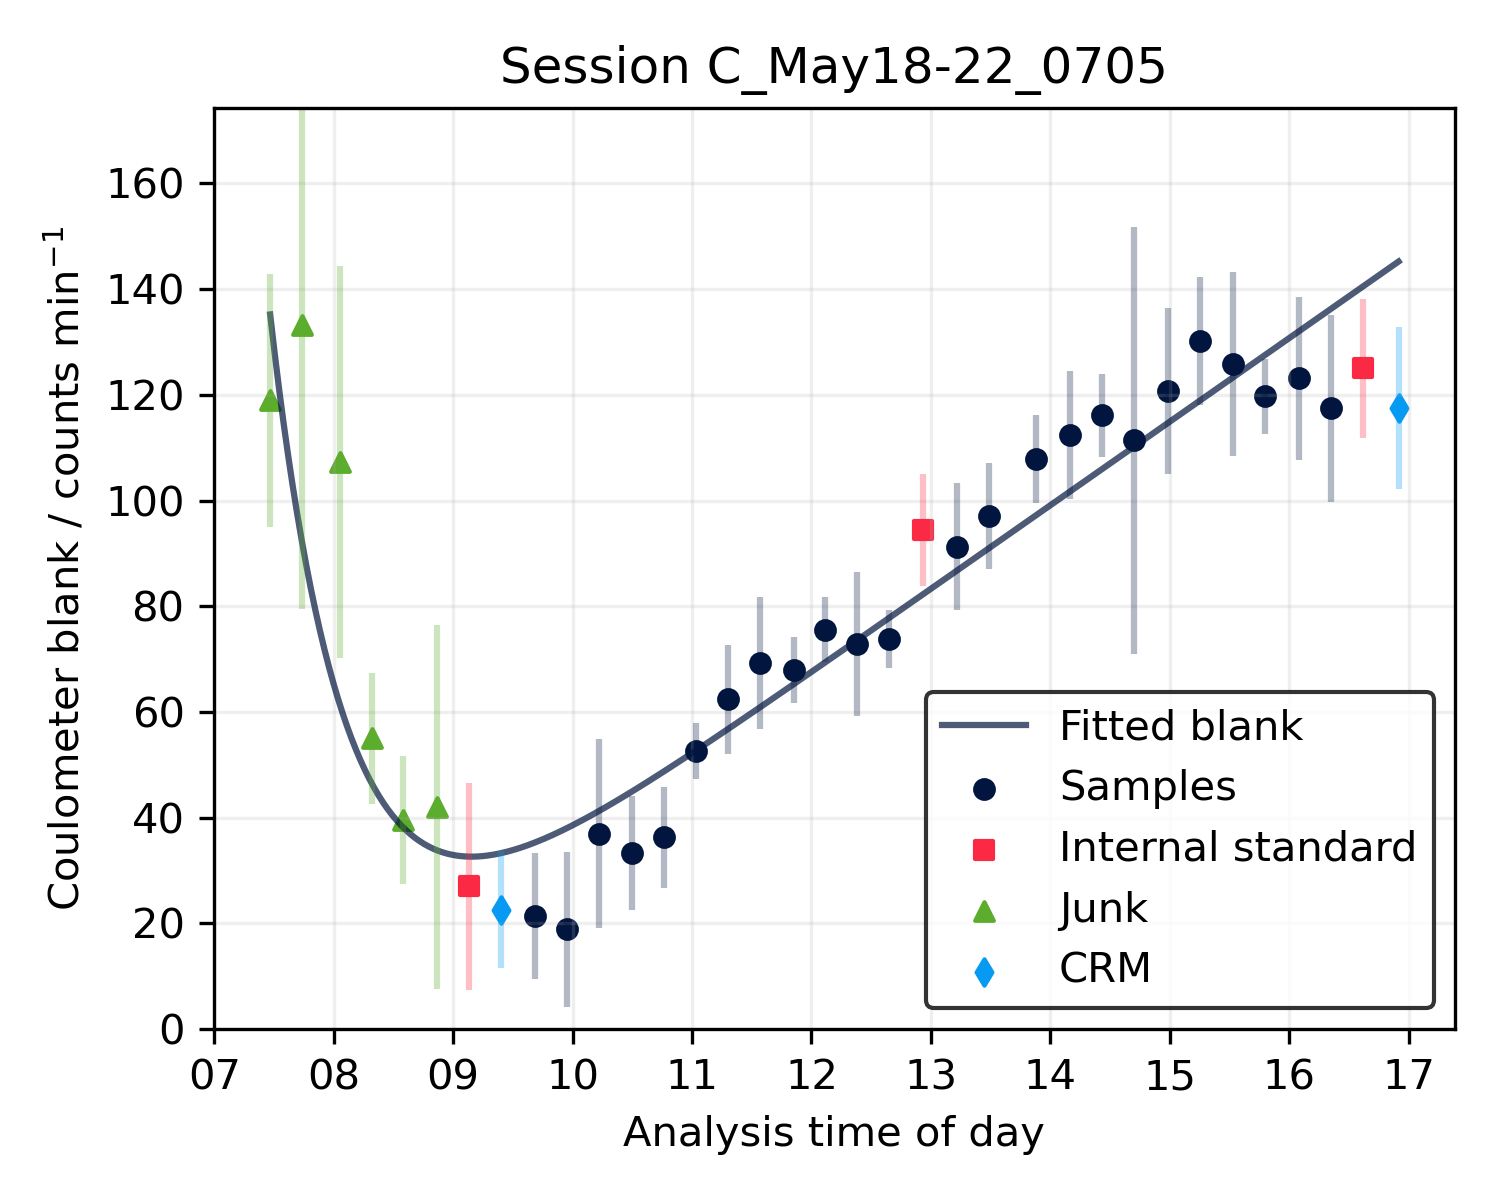 Session C_May18-22_0705
Coulometer blank / counts min⁻¹
160
140
120
100
80
60
40
20
0
07 08 09 10 11 12 13 14 15 16 17
Analysis time of day
Fitted blank
Samples
Internal standard
Junk
CRM